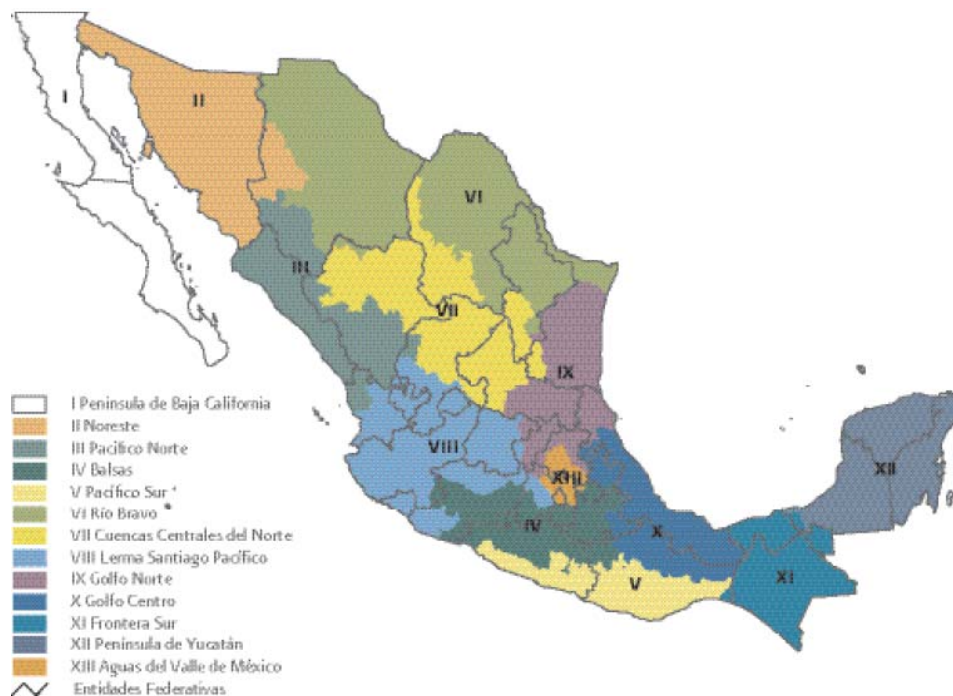 I
II
III
VI
VII
IX
VIII
XIII
IV
X
V
XI
XII
I Peninsula de Baja California
II Noreste
III Pacífico Norte
IV Balsas
V Pacífico Sur
VI Río Bravo
VII Cuencas Centrales del Norte
VIII Lerma Santiago Pacífico
IX Golfo Norte
X Golfo Centro
XI Frontera Sur
XII Península de Yucatán
XIII Aguas del Valle de México
Entidades Federativas